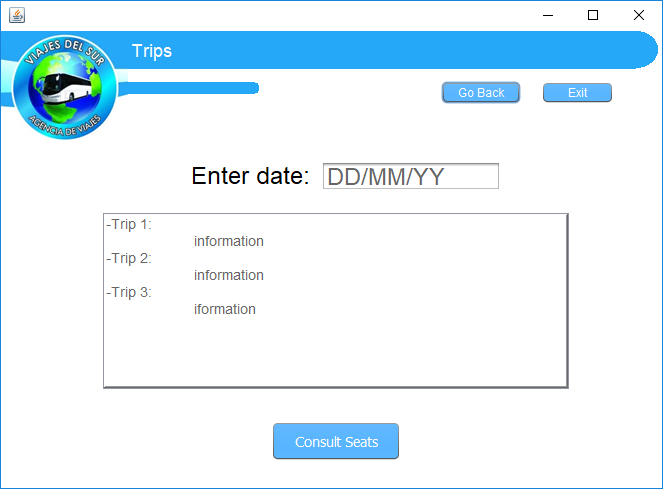 VIAJES DEL SUR
AGENCIA DE VIAJES
Trips
Go Back
Exit
Enter date:
DD/MM/YY
-Trip 1:
information
-Trip 2:
information
-Trip 3:
iformation
Consult Seats